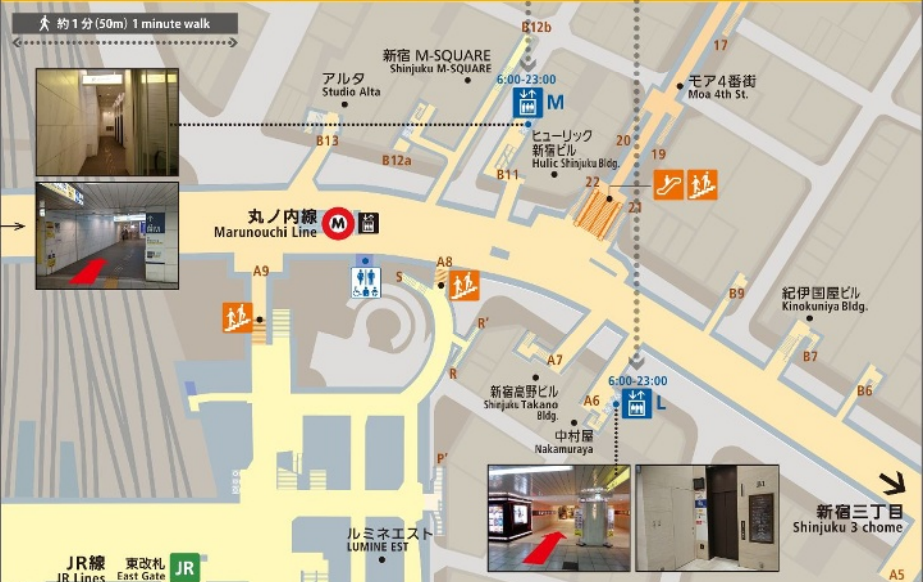 約1分(50m) 1 minute walk
B12b
17
新宿 M-SQUARE
Shinjuku M-SQUARE
アルタ
Studio Alta
6:00-23:00
M
モア4番街
Moa 4th St.
B13
B12a
ヒューリック
新宿ビル
Hulic Shinjuku Bldg.
20
19
B11
22
21
丸ノ内線
Marunouchi Line
M
A9
S
A8
B9
紀伊国屋ビル
Kinokuniya Bldg.
R'
R
A7
B7
B6
新宿高野ビル
Shinjuku Takano
Bldg.
6:00-23:00
A6
L
中村屋
Nakamuraya
P'
B1
新宿三丁目
Shinjuku 3 chome
ルミネエスト
LUMINE EST
JR線
JR Lines
東改札
East Gate
JR
A5